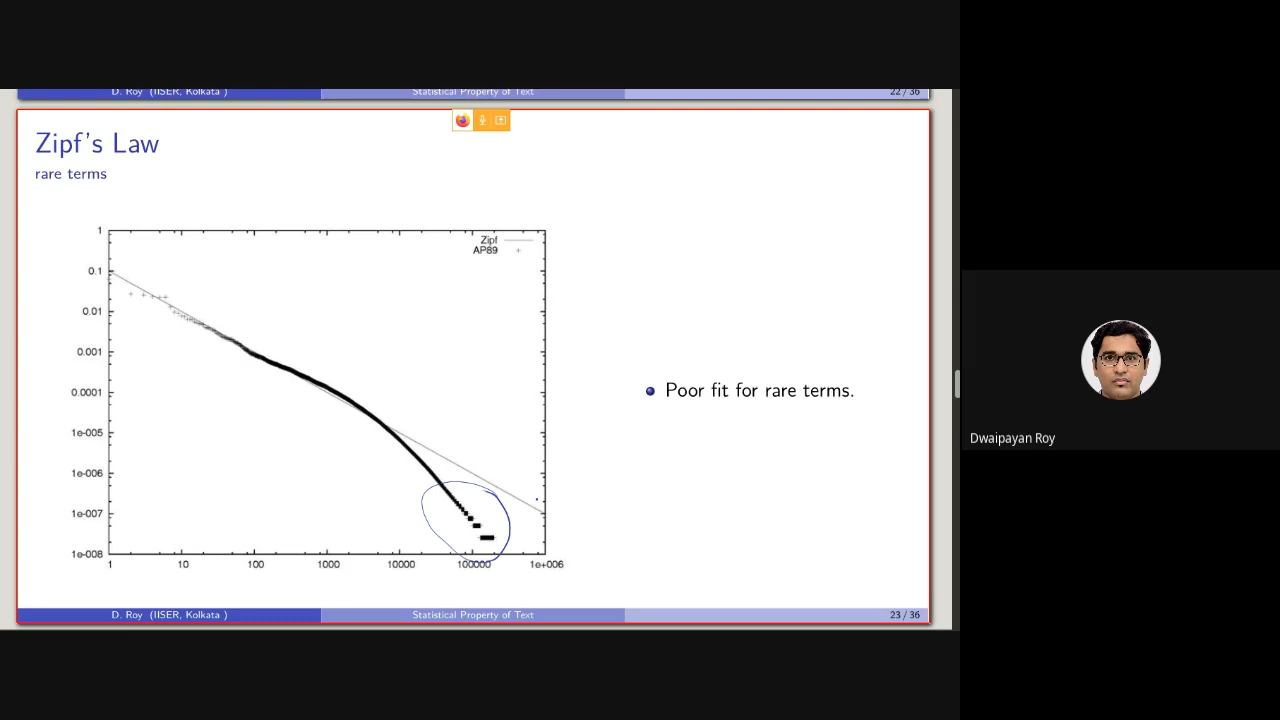 D. Roy (IISER, Kolkata )
Statistical Property of Text
22 / 36
Zipf's Law
rare terms
Zipf
AP89
1
0.1
0.01
0.001
0.0001
1e-005
1e-006
1e-007
1e-008
1
10
100
1000
10000
100000
1e+006
Poor fit for rare terms.
D. Roy (IISER, Kolkata )
Statistical Property of Text
23 / 36
Dwaipayan Roy